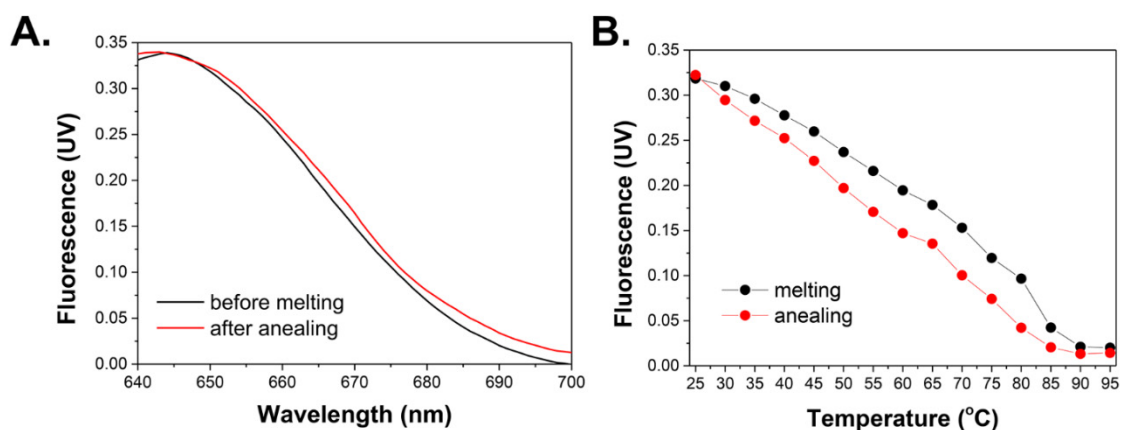 A.
0.35
0.30
0.25
0.20
0.15
0.10
0.05
0.00
Fluorescence (UV)
before melting
after anealing
640 650 660 670 680 690 700
Wavelength (nm)
B.
0.35
0.30
0.25
0.20
0.15
0.10
0.05
0.00
Fluorescence (UV)
melting
anealing
25 30 35 40 45 50 55 60 65 70 75 80 85 90 95
Temperature (°C)